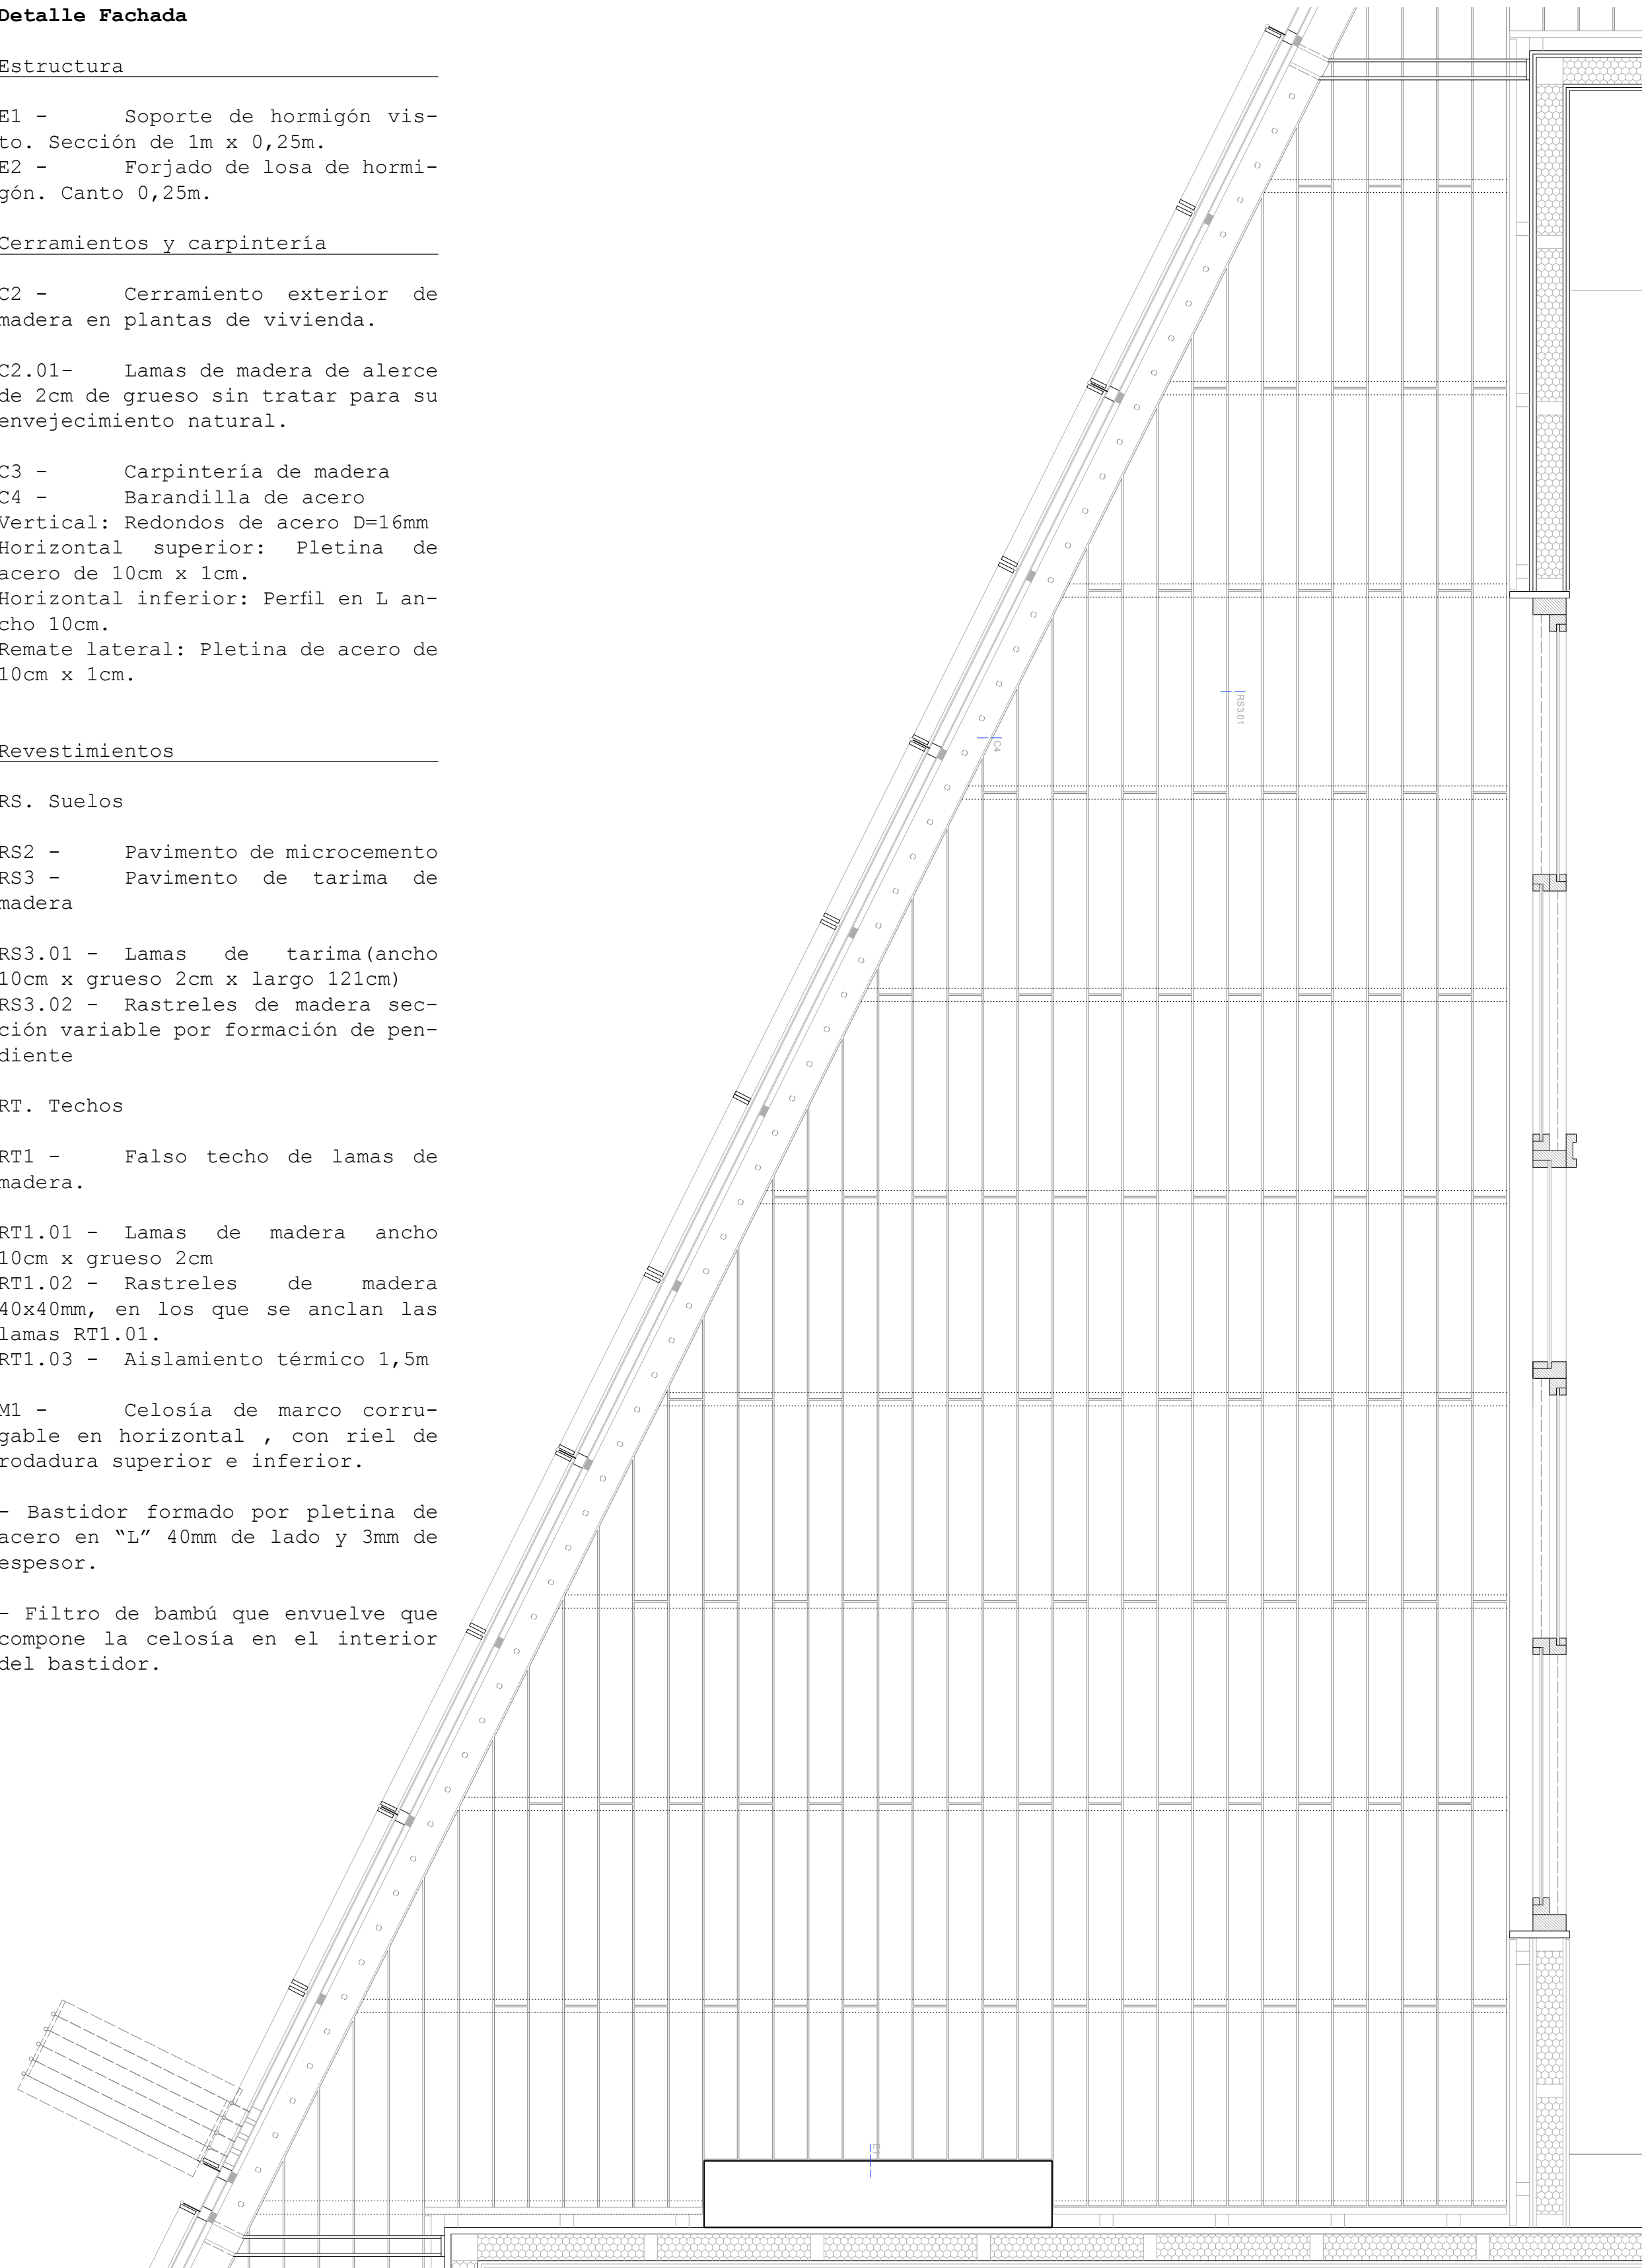 Detalle Fachada
Estructura
E1 - Soporte de hormigón vis-
to. Sección de 1m x 0,25m.
E2 - Forjado de losa de hormi-
gón. Canto 0,25m.
Cerramientos y carpintería
C2 - Cerramiento exterior de
madera en plantas de vivienda.
C2.01- Lamas de madera de alerce
de 2cm de grueso sin tratar para su
envejecimiento natural.
C3 - Carpintería de madera
C4 - Barandilla de acero
Vertical: Redondos de acero D=16mm
Horizontal superior: Pletina de
acero de 10cm x 1cm.
Horizontal inferior: Perfil en L an-
cho 10cm.
Remate lateral: Pletina de acero de
10cm x 1cm.
Revestimientos
RS. Suelos
RS2 - Pavimento de microcemento
RS3 - Pavimento de tarima de
madera
RS3.01 - Lamas de tarima(ancho
10cm x grueso 2cm x largo 121cm)
RS3.02 - Rastreles de madera sec-
ción variable por formación de pen-
diente
RT. Techos
RT1 - Falso techo de lamas de
madera.
RT1.01 - Lamas de madera ancho
10cm x grueso 2cm
RT1.02 - Rastreles de madera
40x40mm, en los que se anclan las
lamas RT1.01.
RT1.03 - Aislamiento térmico 1,5m
M1 - Celosía de marco corru-
gable en horizontal , con riel de
rodadura superior e inferior.
- Bastidor formado por pletina de
acero en “L” 40mm de lado y 3mm de
espesor.
- Filtro de bambú que envuelve que
compone la celosía en el interior
del bastidor.
RS3.01
C4
E1